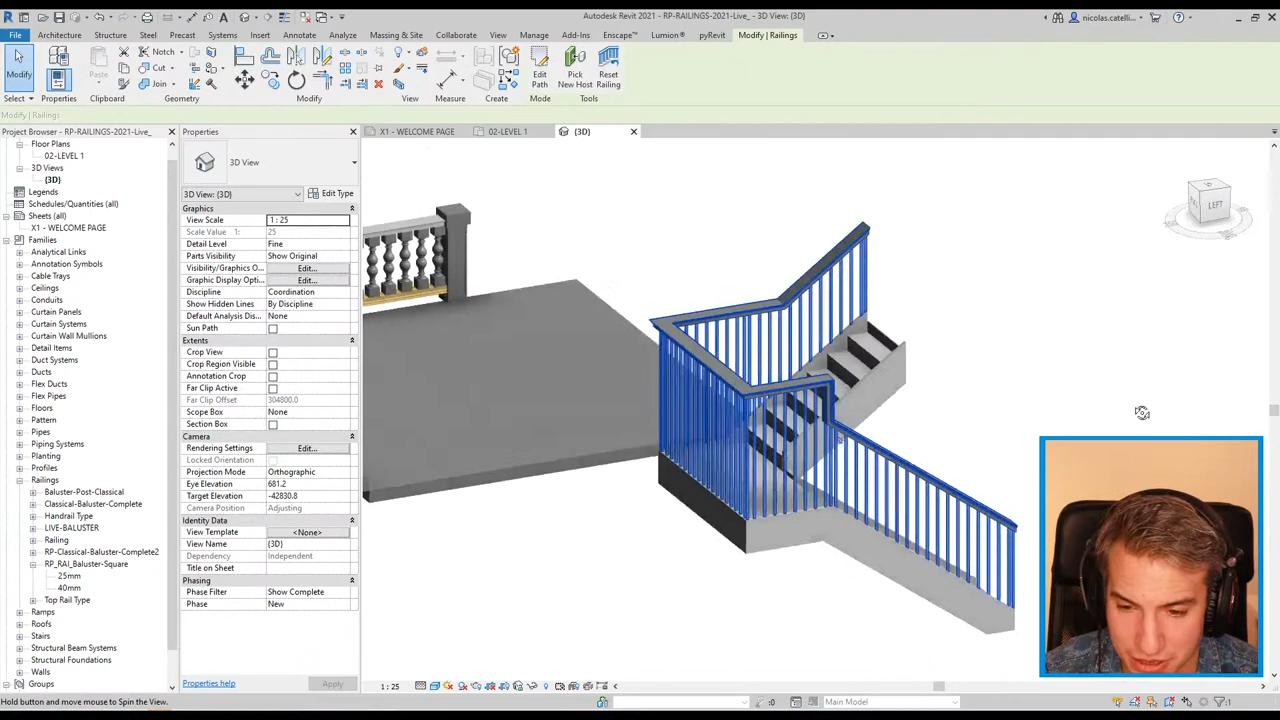 Autodesk Revit 2021 - RP-RAILINGS-2021-Live_ - 3D View: {3D}
nicolas.catelli...
File Architecture Structure Steel Precast Systems Insert Annotate Analyze Massing & Site Collaborate View Manage Add-Ins Enscape™ Lumion® pyRevit Modify | Railings
Modify
Paste
Notch
Cut
Join
Edit Path
Pick New Host
Reset Railing
Select Properties Clipboard Geometry Modify View Measure Create Mode Tools
Modify | Railings
Project Browser - RP-RAILINGS-2021-Live_
Floor Plans
02-LEVEL 1
3D Views
{3D}
Legends
Schedules/Quantities (all)
Sheets (all)
X1 - WELCOME PAGE
Families
Analytical Links
Annotation Symbols
Cable Trays
Ceilings
Conduits
Curtain Panels
Curtain Systems
Curtain Wall Mullions
Detail Items
Duct Systems
Ducts
Flex Ducts
Flex Pipes
Floors
Pattern
Pipes
Piping Systems
Planting
Profiles
Railings
Baluster-Post-Classical
Classical-Baluster-Complete
Handrail Type
LIVE-BALUSTER
Railing
RP-Classical-Baluster-Complete2
RP_RAI_Baluster-Square
25mm
40mm
Top Rail Type
Ramps
Roofs
Stairs
Structural Beam Systems
Structural Foundations
Walls
Groups
Properties
3D View
3D View: {3D} Edit Type
Graphics
View Scale 1 : 25
Scale Value 1: 25
Detail Level Fine
Parts Visibility Show Original
Visibility/Graphics O... Edit...
Graphic Display Opti... Edit...
Discipline Coordination
Show Hidden Lines By Discipline
Default Analysis Dis... None
Sun Path
Extents
Crop View
Crop Region Visible
Annotation Crop
Far Clip Active
Far Clip Offset 304800.0
Scope Box None
Section Box
Camera
Rendering Settings Edit...
Locked Orientation
Projection Mode Orthographic
Eye Elevation 681.2
Target Elevation -42830.8
Camera Position Adjusting
Identity Data
View Template <None>
View Name {3D}
Dependency Independent
Title on Sheet
Phasing
Phase Filter Show Complete
Phase New
Properties help Apply
X1 - WELCOME PAGE 02-LEVEL 1 {3D}
LEFT
1 : 25
Hold button and move mouse to Spin the View.
:0 Main Model
:0